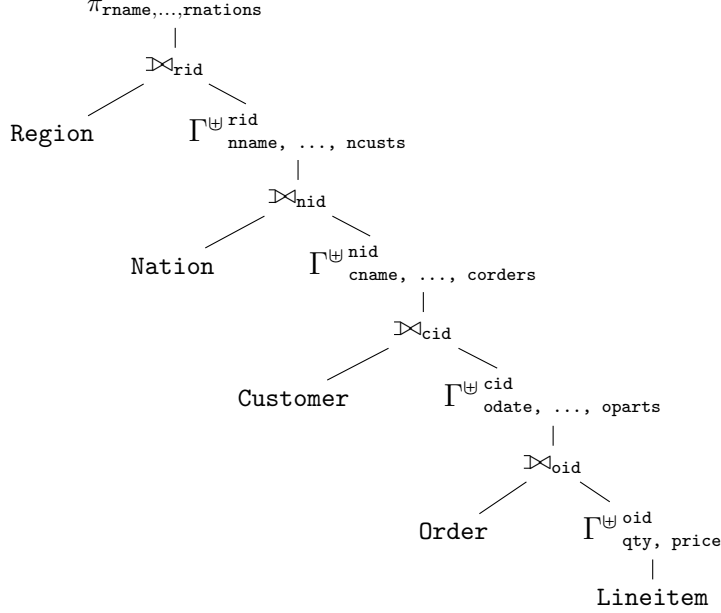 π rname,...,rnations
⟕ rid
Region
Γ⊎ rid nname, ..., ncusts
⟕ nid
Nation
Γ⊎ nid cname, ..., corders
⟕ cid
Customer
Γ⊎ cid odate, ..., oparts
⟕ oid
Order
Γ⊎ oid qty, price
Lineitem